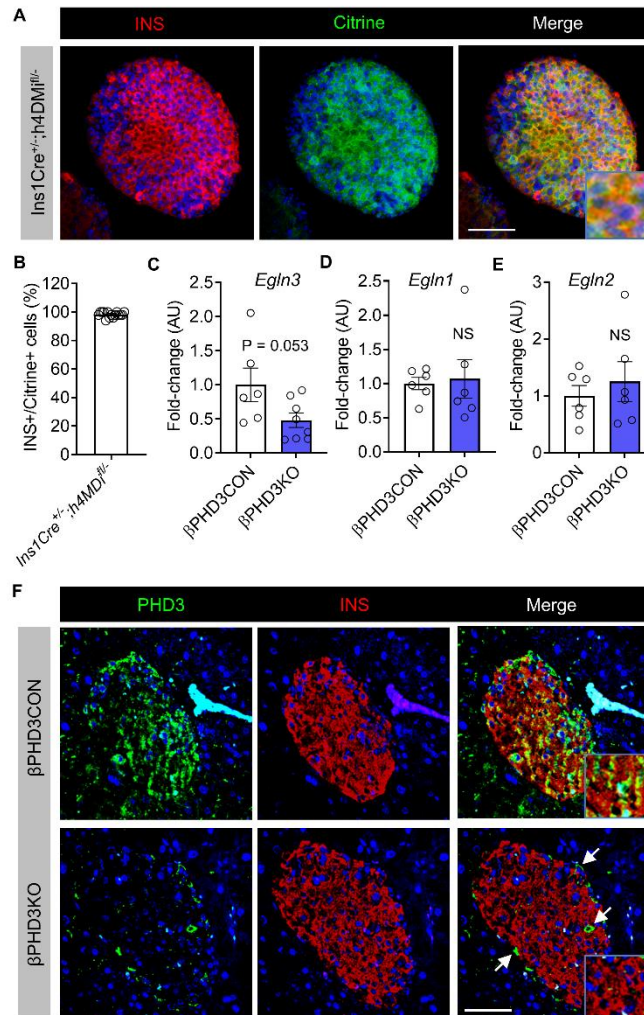 A
INS
Citrine
Merge
Ins1Cre+/-;h4DMifl/-
B
INS+/Citrine+ cells (%)
120
100
80
60
40
20
0
Ins1Cre+/-;h4MDifl/-
C
Egln3
Fold-change (AU)
2.5
2.0
1.5
1.0
0.5
0.0
P = 0.053
βPHD3CON
βPHD3KO
D
Egln1
Fold-change (AU)
2.5
2.0
1.5
1.0
0.5
0.0
NS
βPHD3CON
βPHD3KO
E
Egln2
Fold-change (AU)
3
2
1
0
NS
βPHD3CON
βPHD3KO
F
PHD3
INS
Merge
βPHD3CON
βPHD3KO